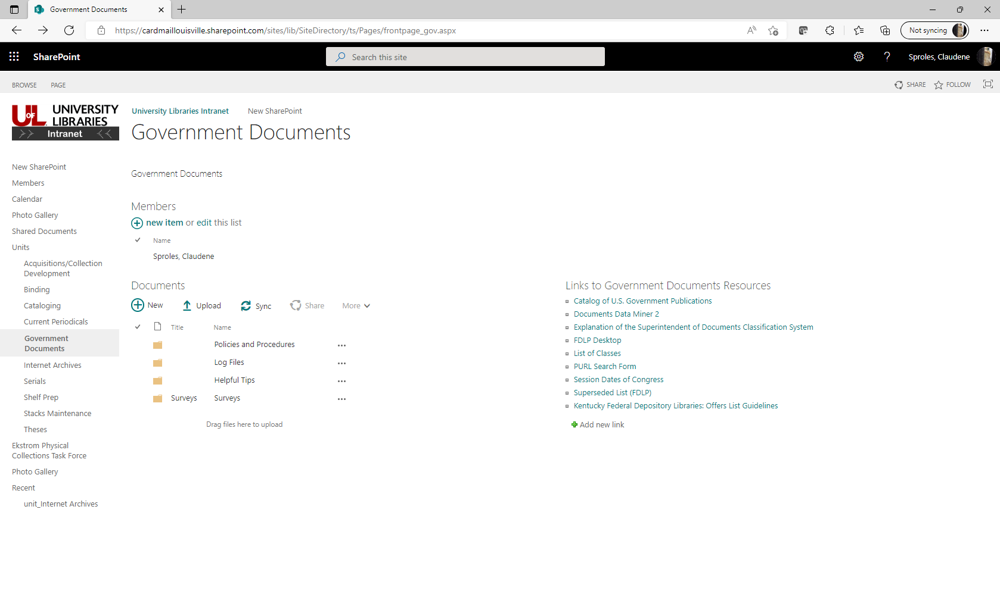 Government Documents
https://cardmaillouisville.sharepoint.com/sites/lib/SiteDirectory/ts/Pages/frontpage_gov.aspx
Not syncing
SharePoint
Search this site
Sproles, Claudene
BROWSE
PAGE
SHARE
FOLLOW
UofL UNIVERSITY
LIBRARIES
Intranet
University Libraries Intranet
New SharePoint
Government Documents
New SharePoint
Members
Calendar
Photo Gallery
Shared Documents
Units
Acquisitions/Collection
Development
Binding
Cataloging
Current Periodicals
Government
Documents
Internet Archives
Serials
Shelf Prep
Stacks Maintenance
Theses
Ekstrom Physical
Collections Task Force
Photo Gallery
Recent
unit_Internet Archives
Government Documents
Members
new item or edit this list
Name
Sproles, Claudene
Documents
New
Upload
Sync
Share
More
Title
Name
Policies and Procedures
Log Files
Helpful Tips
Surveys
Surveys
Drag files here to upload
Links to Government Documents Resources
Catalog of U.S. Government Publications
Documents Data Miner 2
Explanation of the Superintendent of Documents Classification System
FDLP Desktop
List of Classes
PURL Search Form
Session Dates of Congress
Superseded List (FDLP)
Kentucky Federal Depository Libraries: Offers List Guidelines
Add new link